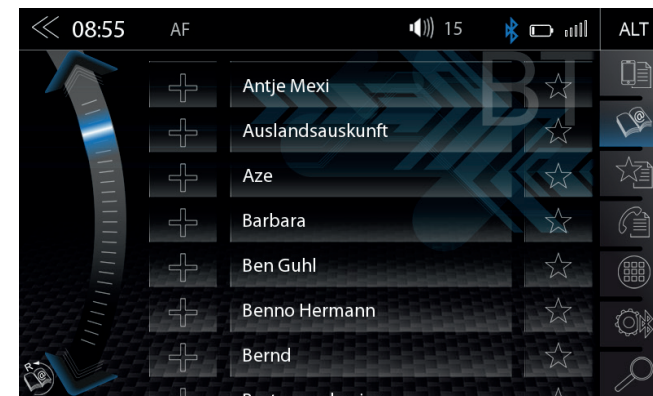 08:55 AF 15 ALT
BT
Antje Mexi
Auslandsauskunft
Aze
Barbara
Ben Guhl
Benno Hermann
Bernd
R